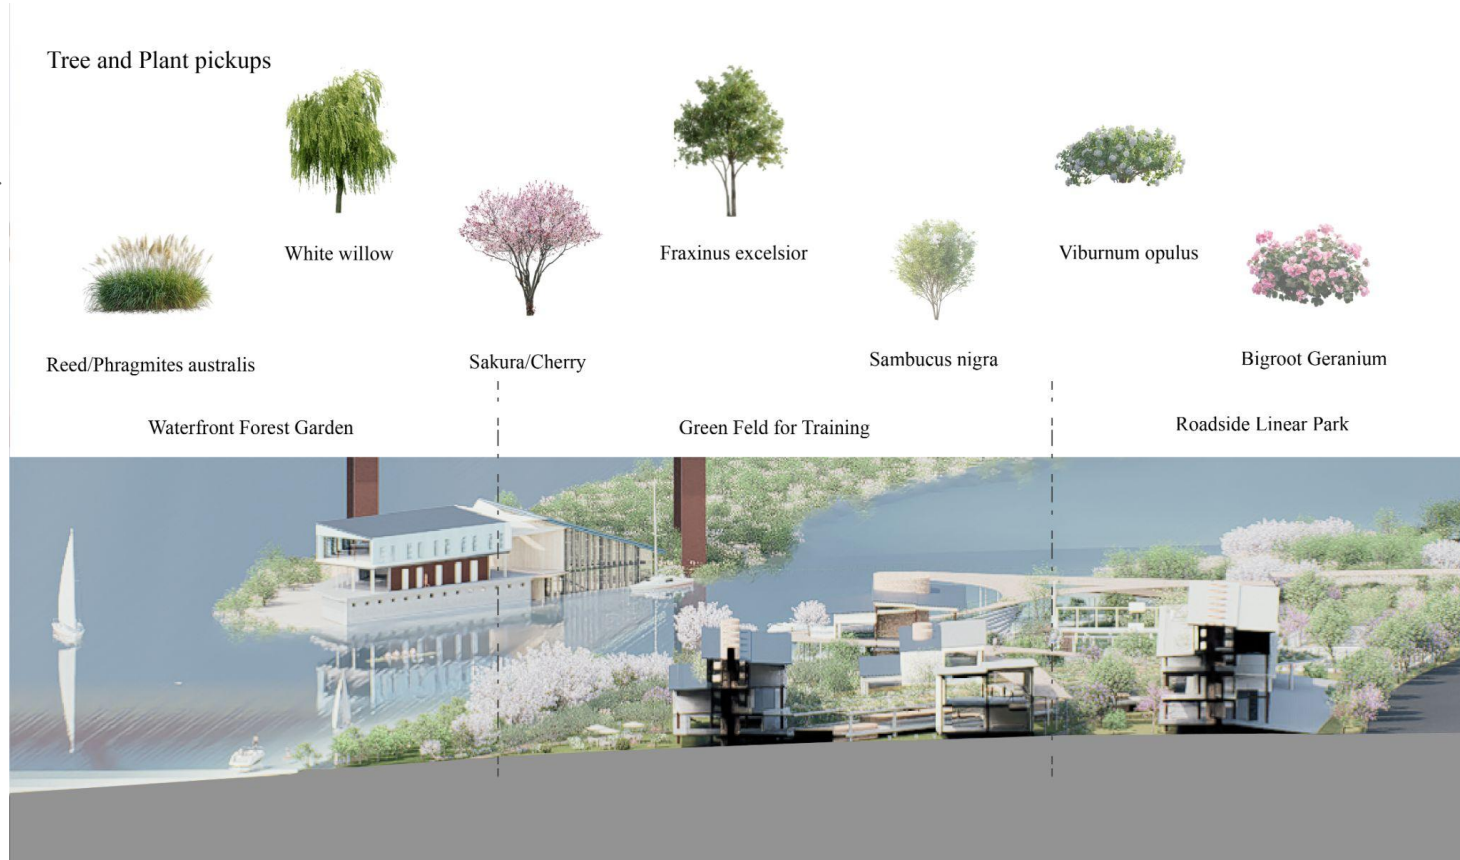 Tree and Plant pickups
White willow
Fraxinus excelsior
Viburnum opulus
Reed/Phragmites australis
Sakura/Cherry
Sambucus nigra
Bigroot Geranium
Waterfront Forest Garden
Green Feld for Training
Roadside Linear Park